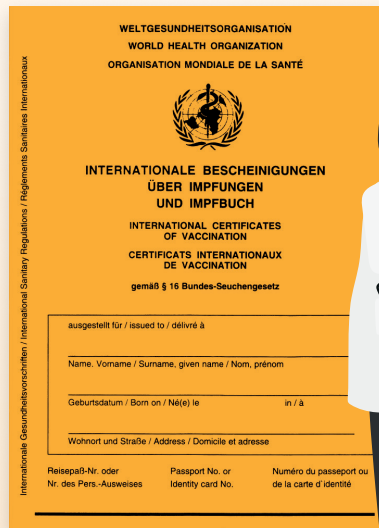 WELTGESUNDHEITSORGANISATION
WORLD HEALTH ORGANIZATION
ORGANISATION MONDIALE DE LA SANTÉ
INTERNATIONALE BESCHEINIGUNGEN
ÜBER IMPFUNGEN
UND IMPFBUCH
INTERNATIONAL CERTIFICATES
OF VACCINATION
CERTIFICATS INTERNATIONAUX
DE VACCINATION
gemäß § 16 Bundes-Seuchengesetz
ausgestellt für / issued to / délivré à
Name. Vorname / Surname, given name / Nom, prénom
Geburtsdatum / Born on / Né(e) le in / à
Wohnort und Straße / Address / Domicile et adresse
Reisepaß-Nr. oder Passport No. or Numéro du passeport ou
Nr. des Pers.-Ausweises Identity card No. de la carte d'identité
Internationale Gesundheitsvorschriften / International Sanitary Regulations / Réglements Sanitaires Internationaux